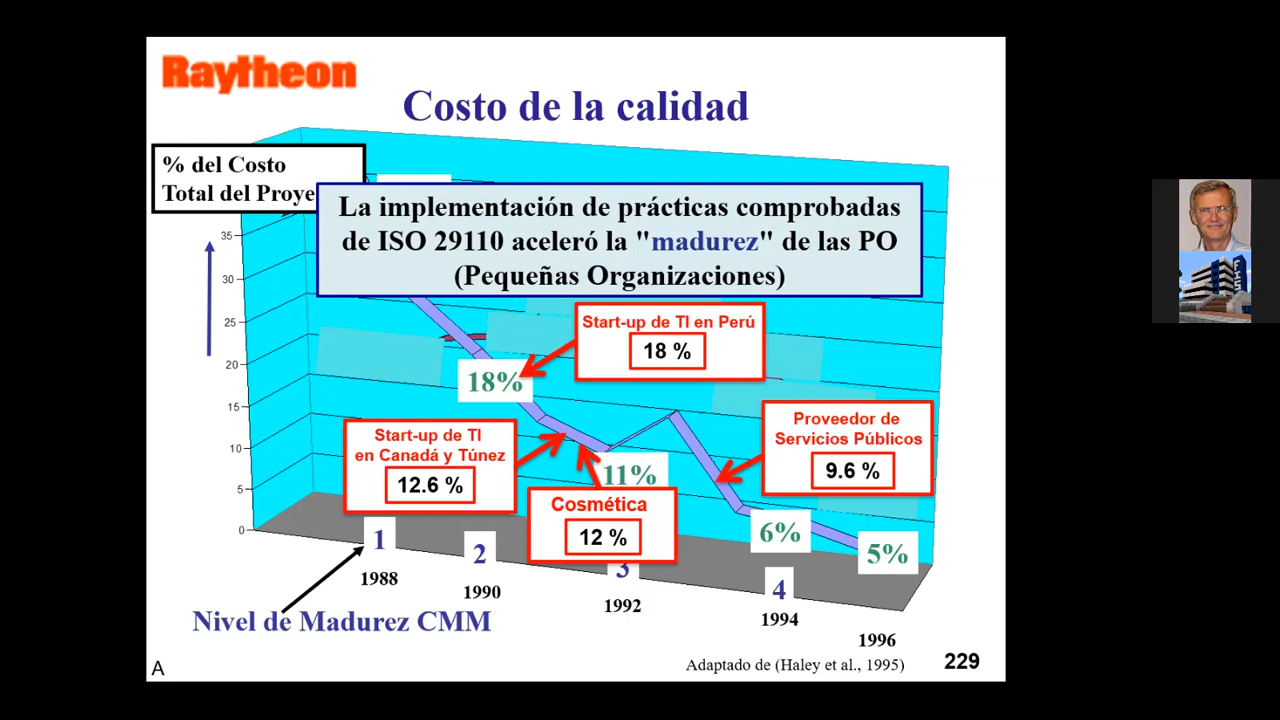 Raytheon
Costo de la calidad
% del Costo
Total del Proye
La implementación de prácticas comprobadas
de ISO 29110 aceleró la "madurez" de las PO
(Pequeñas Organizaciones)
35
30
25
20
15
10
5
0
Start-up de TI en Perú
18 %
18%
Proveedor de
Servicios Públicos
9.6 %
Start-up de TI
en Canadá y Túnez
12.6 %
11%
Cosmética
12 %
6%
5%
1
2
3
4
1988
1990
1992
1994
1996
Nivel de Madurez CMM
A
Adaptado de (Haley et al., 1995)
229